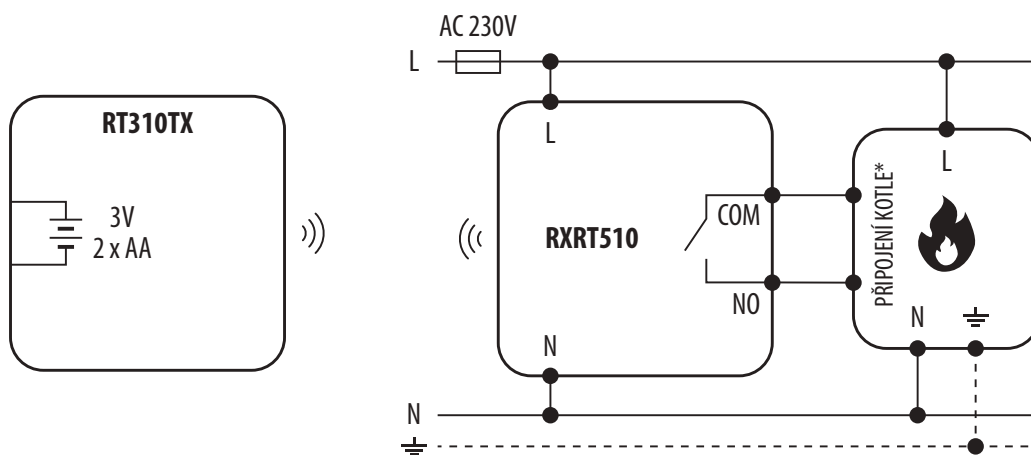 AC 230V
L
RT310TX
3V
2 x AA
L
RXRT510
COM
NO
N
L
PŘIPOJENÍ KOTLE*
N
N